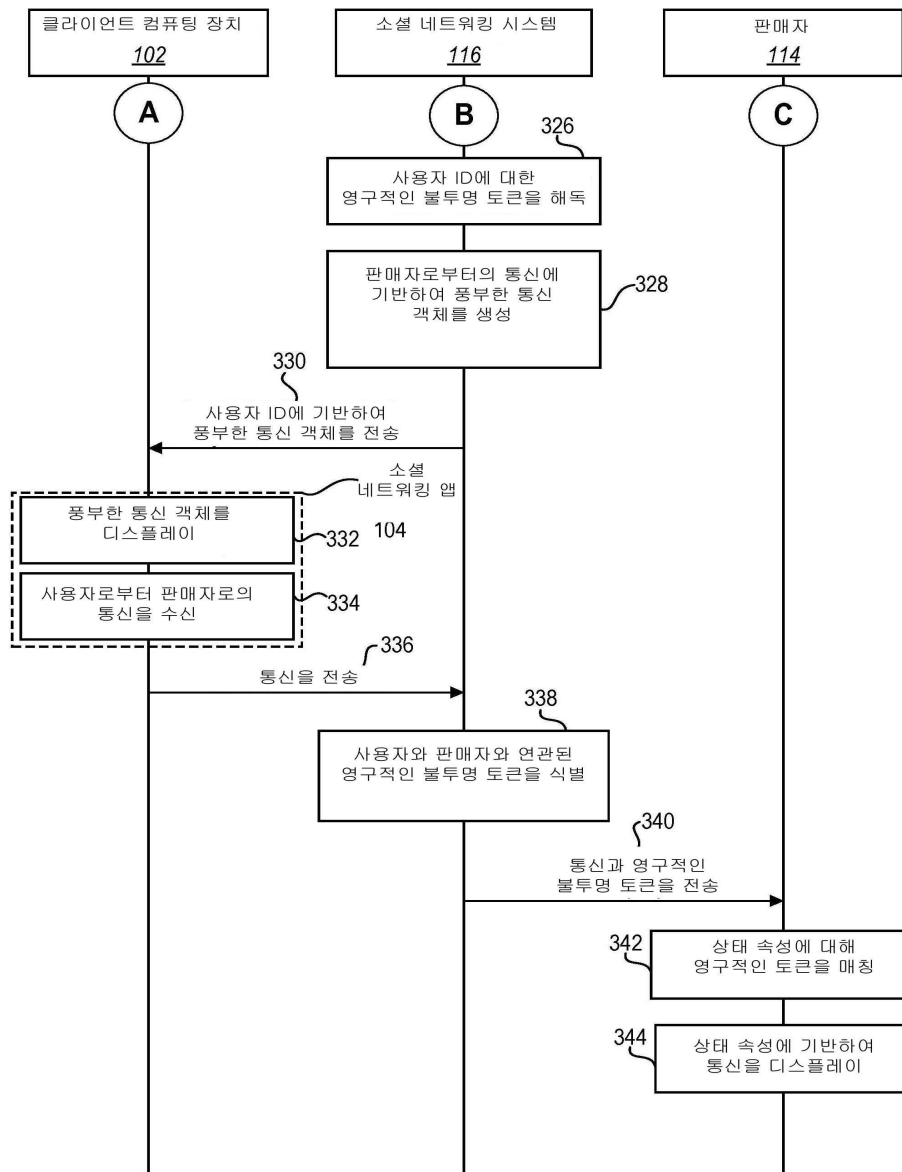 클라이언트 컴퓨팅 장치
102
소셜 네트워킹 시스템
116
판매자
114
A
B
C
326
사용자 ID에 대한
영구적인 불투명 토큰을 해독
판매자로부터의 통신에
기반하여 풍부한 통신
객체를 생성
328
330
사용자 ID에 기반하여
풍부한 통신 객체를 전송
소셜
네트워킹 앱
104
풍부한 통신 객체를
디스플레이
332
사용자로부터 판매자로의
통신을 수신
334
336
통신을 전송
338
사용자와 판매자와 연관된
영구적인 불투명 토큰을 식별
340
통신과 영구적인
불투명 토큰을 전송
342
상태 속성에 대해
영구적인 토큰을 매칭
344
상태 속성에 기반하여
통신을 디스플레이